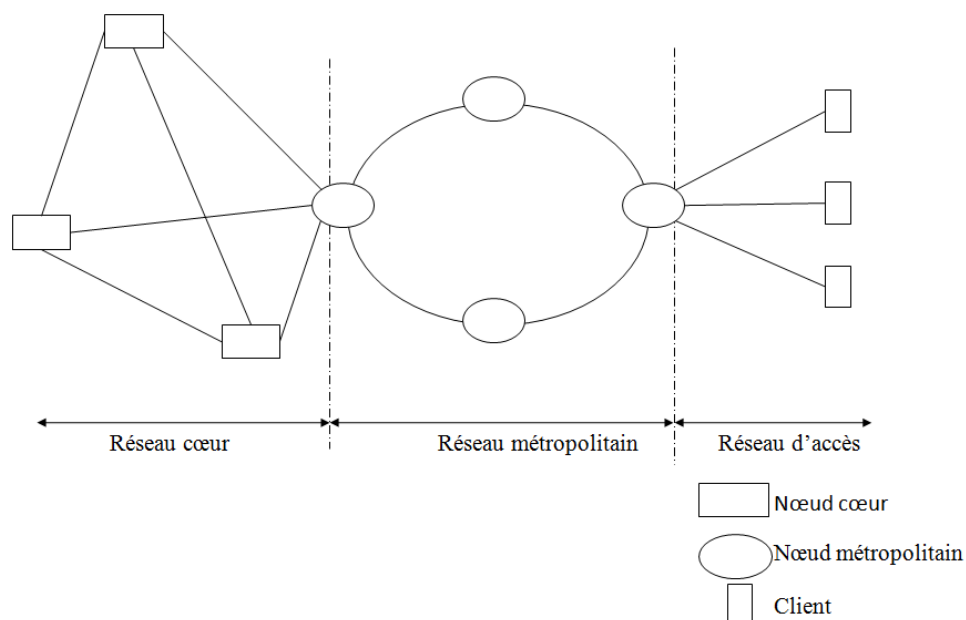 Réseau cœur
Réseau métropolitain
Réseau d’accès
Nœud cœur
Nœud métropolitain
Client